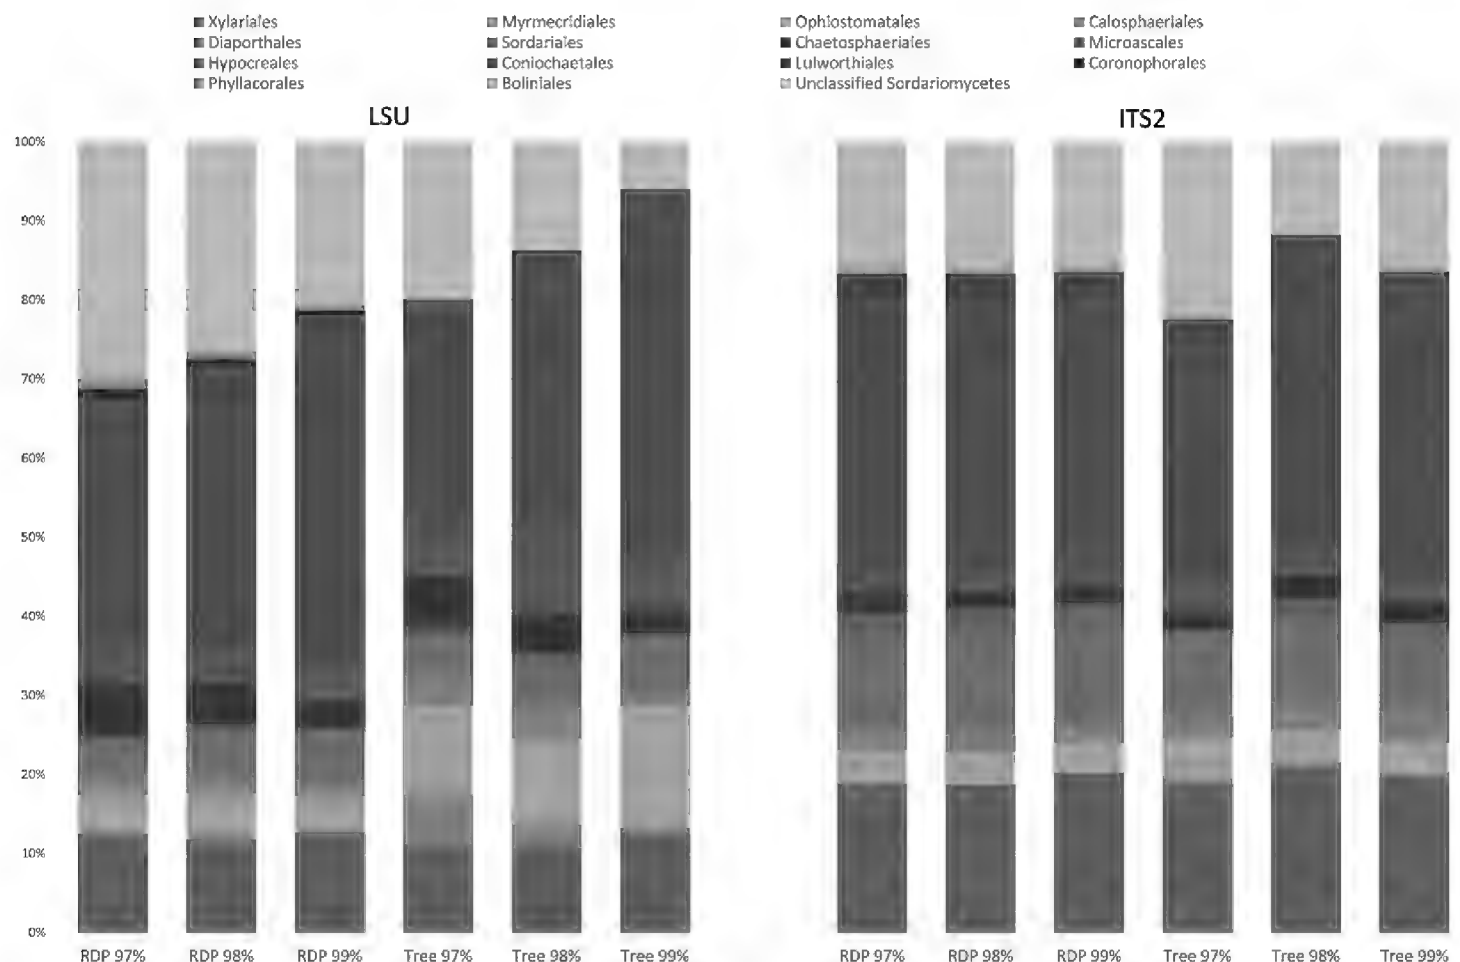 Xylariales Myrmecridiales Ophiostomatales Calosphaeriales
Diaporthales Sordariales Chaetosphaeriales Microascales
Hypocreales Coniochaetales Lulworthiales Coronophorales
Phyllacorales Boliniales Unclassified Sordariomycetes
LSU ITS2
100%
90%
80%
70%
60%
50%
40%
30%
20%
10%
0%
RDP 97% RDP 98% RDP 99% Tree 97% Tree 98% Tree 99% RDP 97% RDP 98% RDP 99% Tree 97% Tree 98% Tree 99%